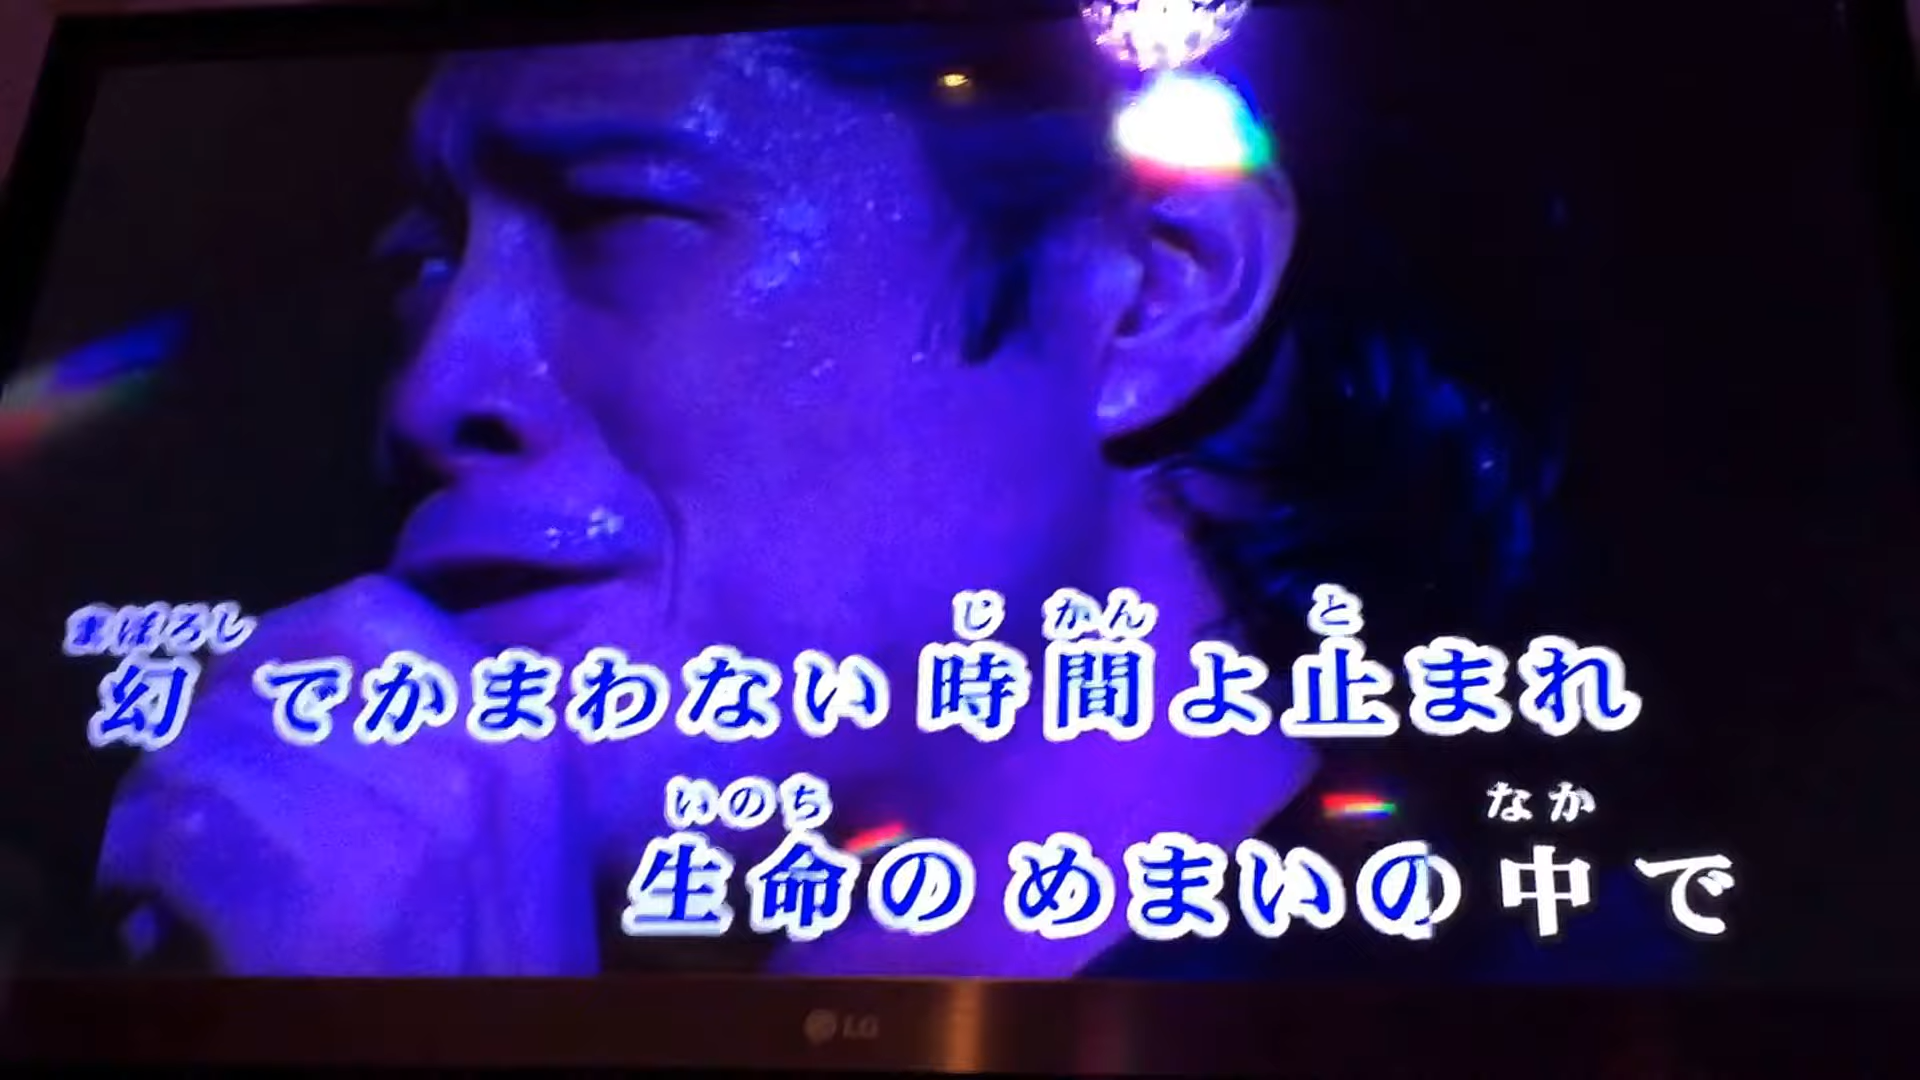 まぼろし じ かん と
幻でかまわない 時間よ止まれ
いのち なか
生命の めまいの中で
LG